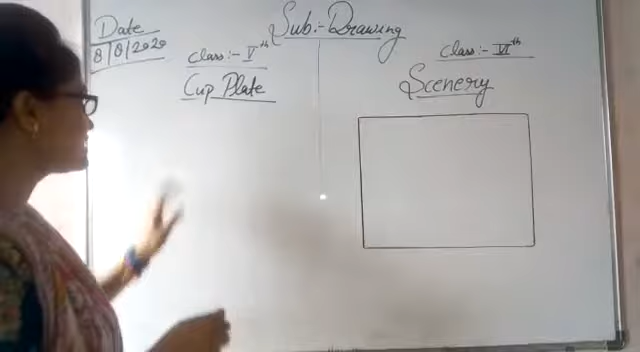 Sub:- Drawing
Date
8/8/2020
Class:- Vth
Cup Plate
Class:- VIth
Scenery